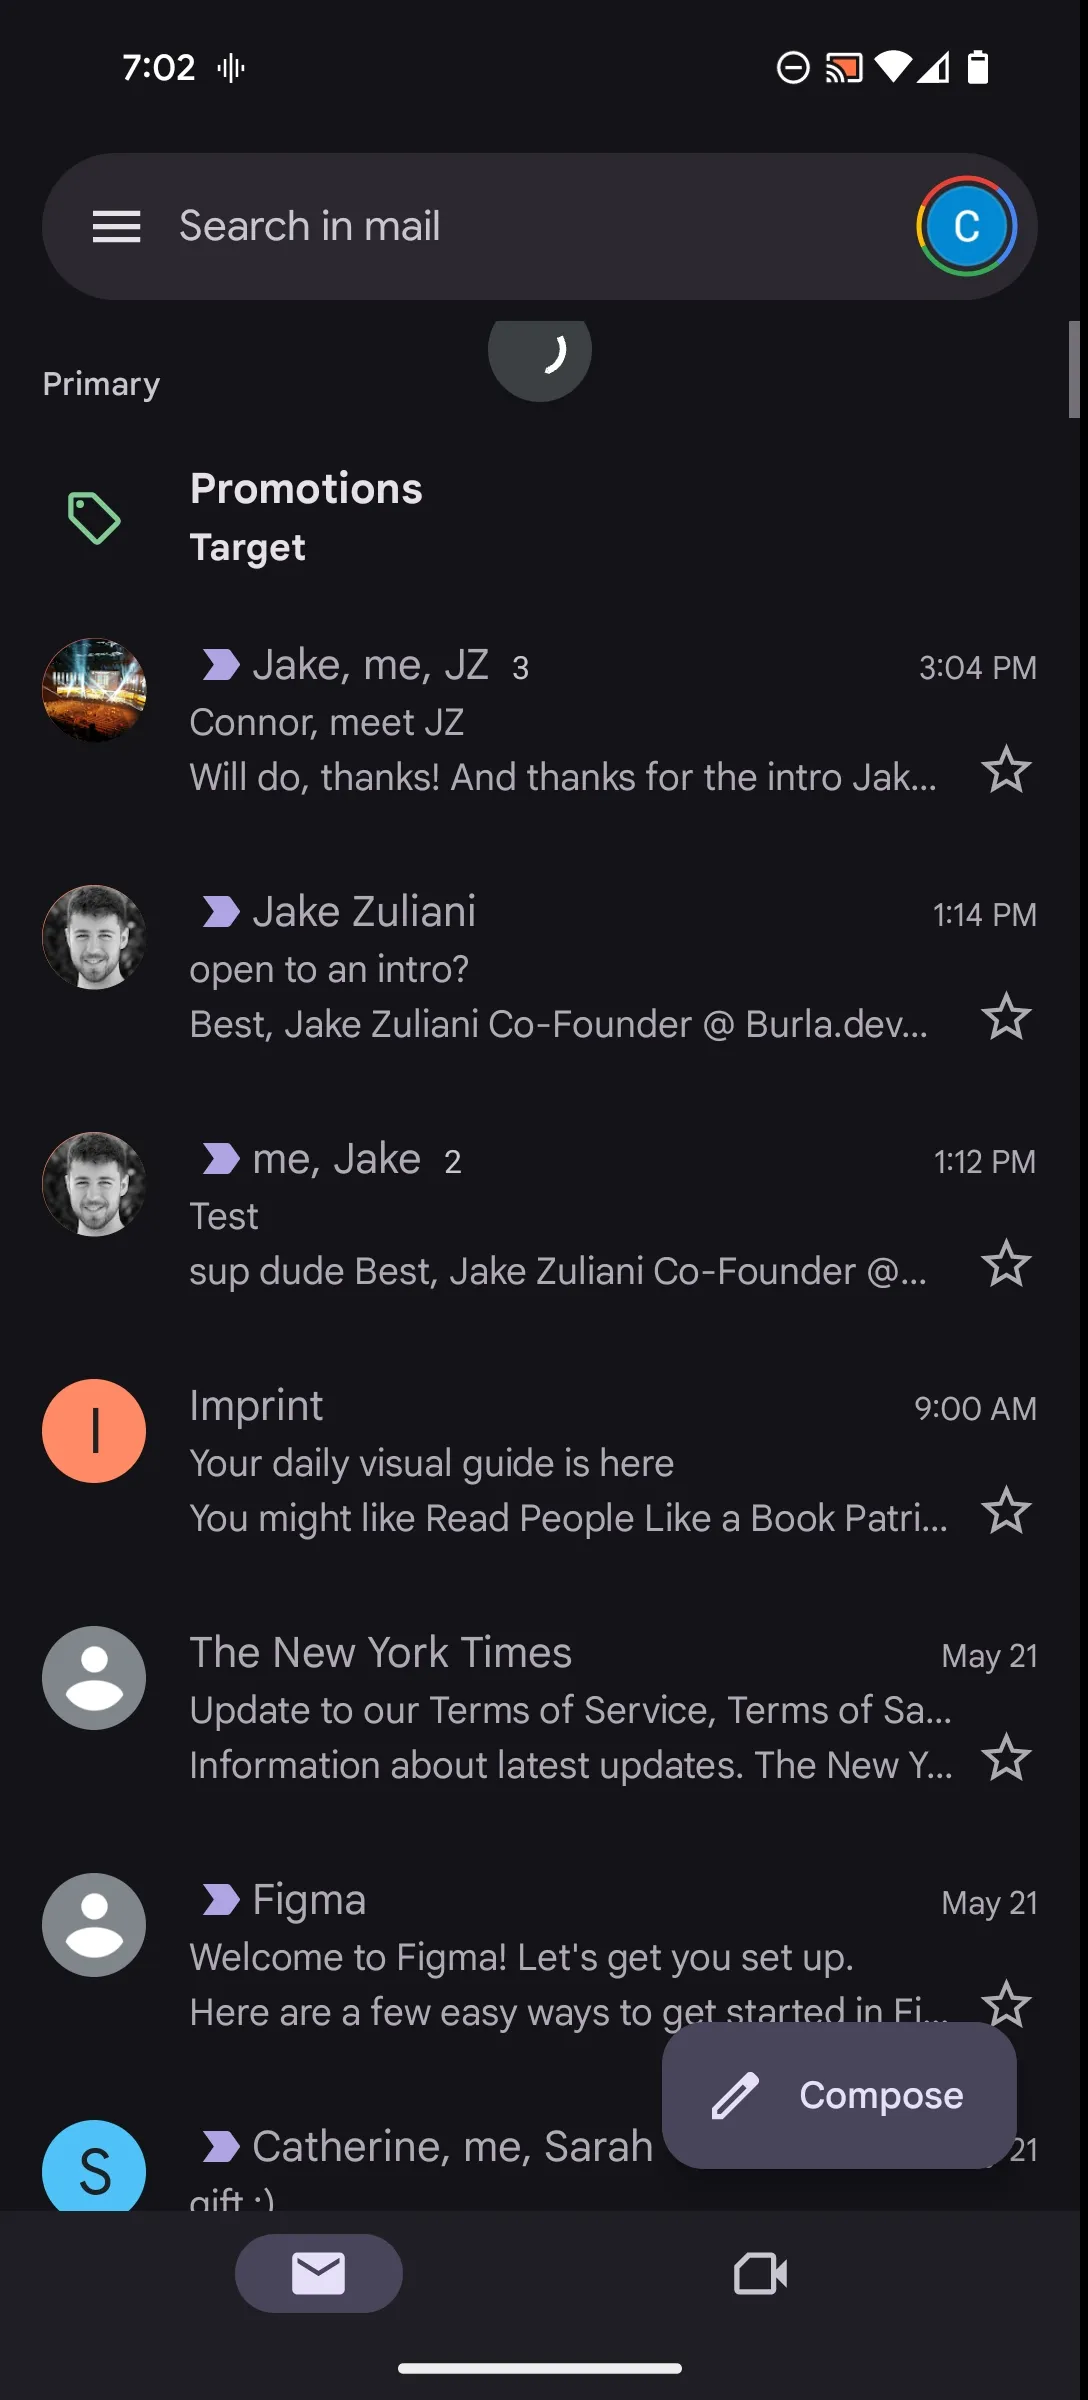 7:02
Search in mail
C
Primary
Promotions
Target
Jake, me, JZ 3 3:04 PM
Connor, meet JZ
Will do, thanks! And thanks for the intro Jak...
Jake Zuliani 1:14 PM
open to an intro?
Best, Jake Zuliani Co-Founder @ Burla.dev...
me, Jake 2 1:12 PM
Test
sup dude Best, Jake Zuliani Co-Founder @...
I
Imprint 9:00 AM
Your daily visual guide is here
You might like Read People Like a Book Patri...
The New York Times May 21
Update to our Terms of Service, Terms of Sa...
Information about latest updates. The New Y...
Figma May 21
Welcome to Figma! Let's get you set up.
Here are a few easy ways to get started in Fi...
Compose
S
Catherine, me, Sarah 21
gift :)